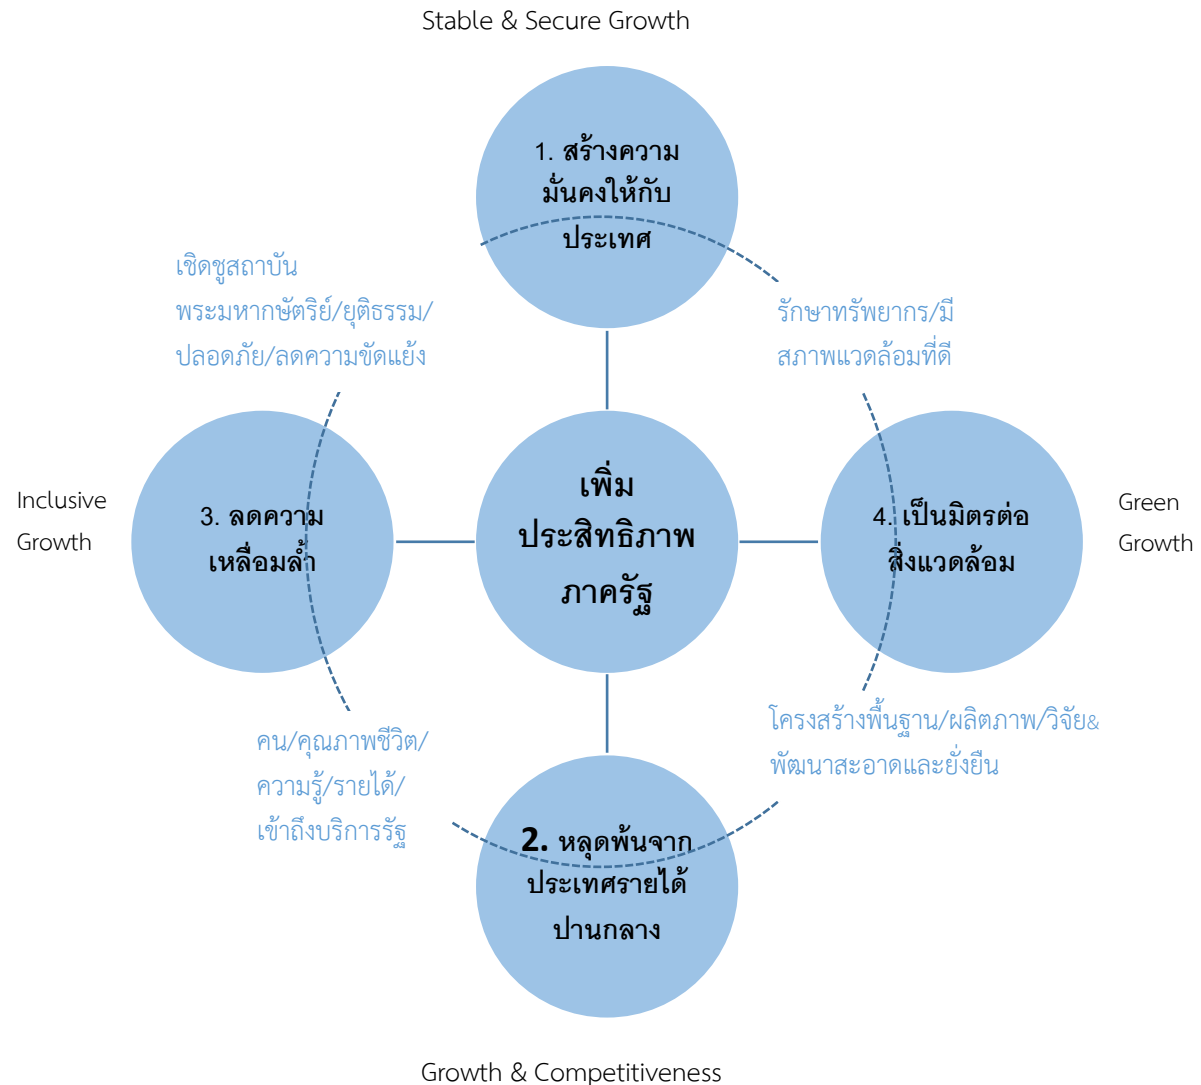 Stable & Secure Growth
1. สร้างความ
มั่นคงให้กับ
ประเทศ
เชิดชูสถาบัน
พระมหากษัตริย์/ยุติธรรม/
ปลอดภัย/ลดความขัดแย้ง
รักษาทรัพยากร/มี
สภาพแวดล้อมที่ดี
Inclusive
Growth
3. ลดความ
เหลื่อมล้ำ
เพิ่ม
ประสิทธิภาพ
ภาครัฐ
4. เป็นมิตรต่อ
สิ่งแวดล้อม
Green
Growth
คน/คุณภาพชีวิต/
ความรู้/รายได้/
เข้าถึงบริการรัฐ
โครงสร้างพื้นฐาน/ผลิตภาพ/วิจัย&
พัฒนาสะอาดและยั่งยืน
2. หลุดพ้นจาก
ประเทศรายได้
ปานกลาง
Growth & Competitiveness